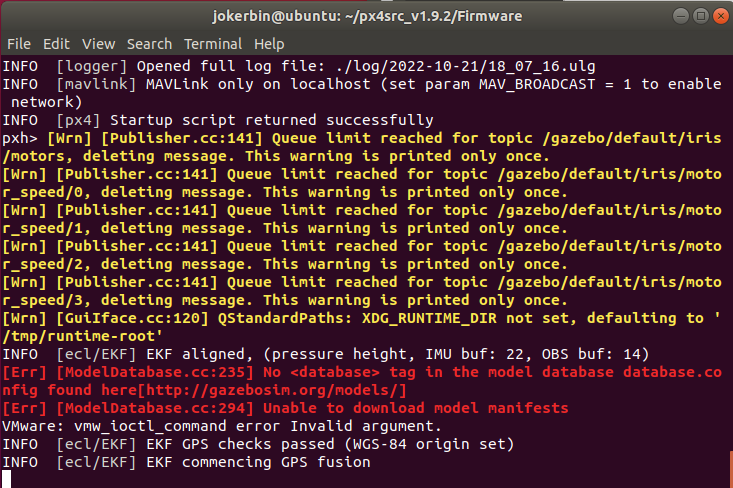 jokerbin@ubuntu: ~/px4src_v1.9.2/Firmware
File Edit View Search Terminal Help
INFO  [logger] Opened full log file: ./log/2022-10-21/18_07_16.ulg
INFO  [mavlink] MAVLink only on localhost (set param MAV_BROADCAST = 1 to enable
 network)
INFO  [px4] Startup script returned successfully
pxh> [Wrn] [Publisher.cc:141] Queue limit reached for topic /gazebo/default/iris
/motors, deleting message. This warning is printed only once.
[Wrn] [Publisher.cc:141] Queue limit reached for topic /gazebo/default/iris/moto
r_speed/0, deleting message. This warning is printed only once.
[Wrn] [Publisher.cc:141] Queue limit reached for topic /gazebo/default/iris/moto
r_speed/1, deleting message. This warning is printed only once.
[Wrn] [Publisher.cc:141] Queue limit reached for topic /gazebo/default/iris/moto
r_speed/2, deleting message. This warning is printed only once.
[Wrn] [Publisher.cc:141] Queue limit reached for topic /gazebo/default/iris/moto
r_speed/3, deleting message. This warning is printed only once.
[Wrn] [GuiIface.cc:120] QStandardPaths: XDG_RUNTIME_DIR not set, defaulting to '
/tmp/runtime-root'
INFO  [ecl/EKF] EKF aligned, (pressure height, IMU buf: 22, OBS buf: 14)
[Err] [ModelDatabase.cc:235] No <database> tag in the model database database.co
nfig found here[http://gazebosim.org/models/]
[Err] [ModelDatabase.cc:294] Unable to download model manifests
VMware: vmw_ioctl_command error Invalid argument.
INFO  [ecl/EKF] EKF GPS checks passed (WGS-84 origin set)
INFO  [ecl/EKF] EKF commencing GPS fusion